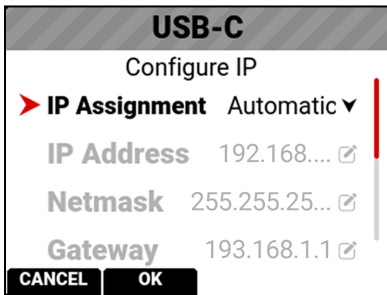 USB-C
Configure IP
IP Assignment Automatic
IP Address 192.168....
Netmask 255.255.25...
Gateway 193.168.1.1
CANCEL OK